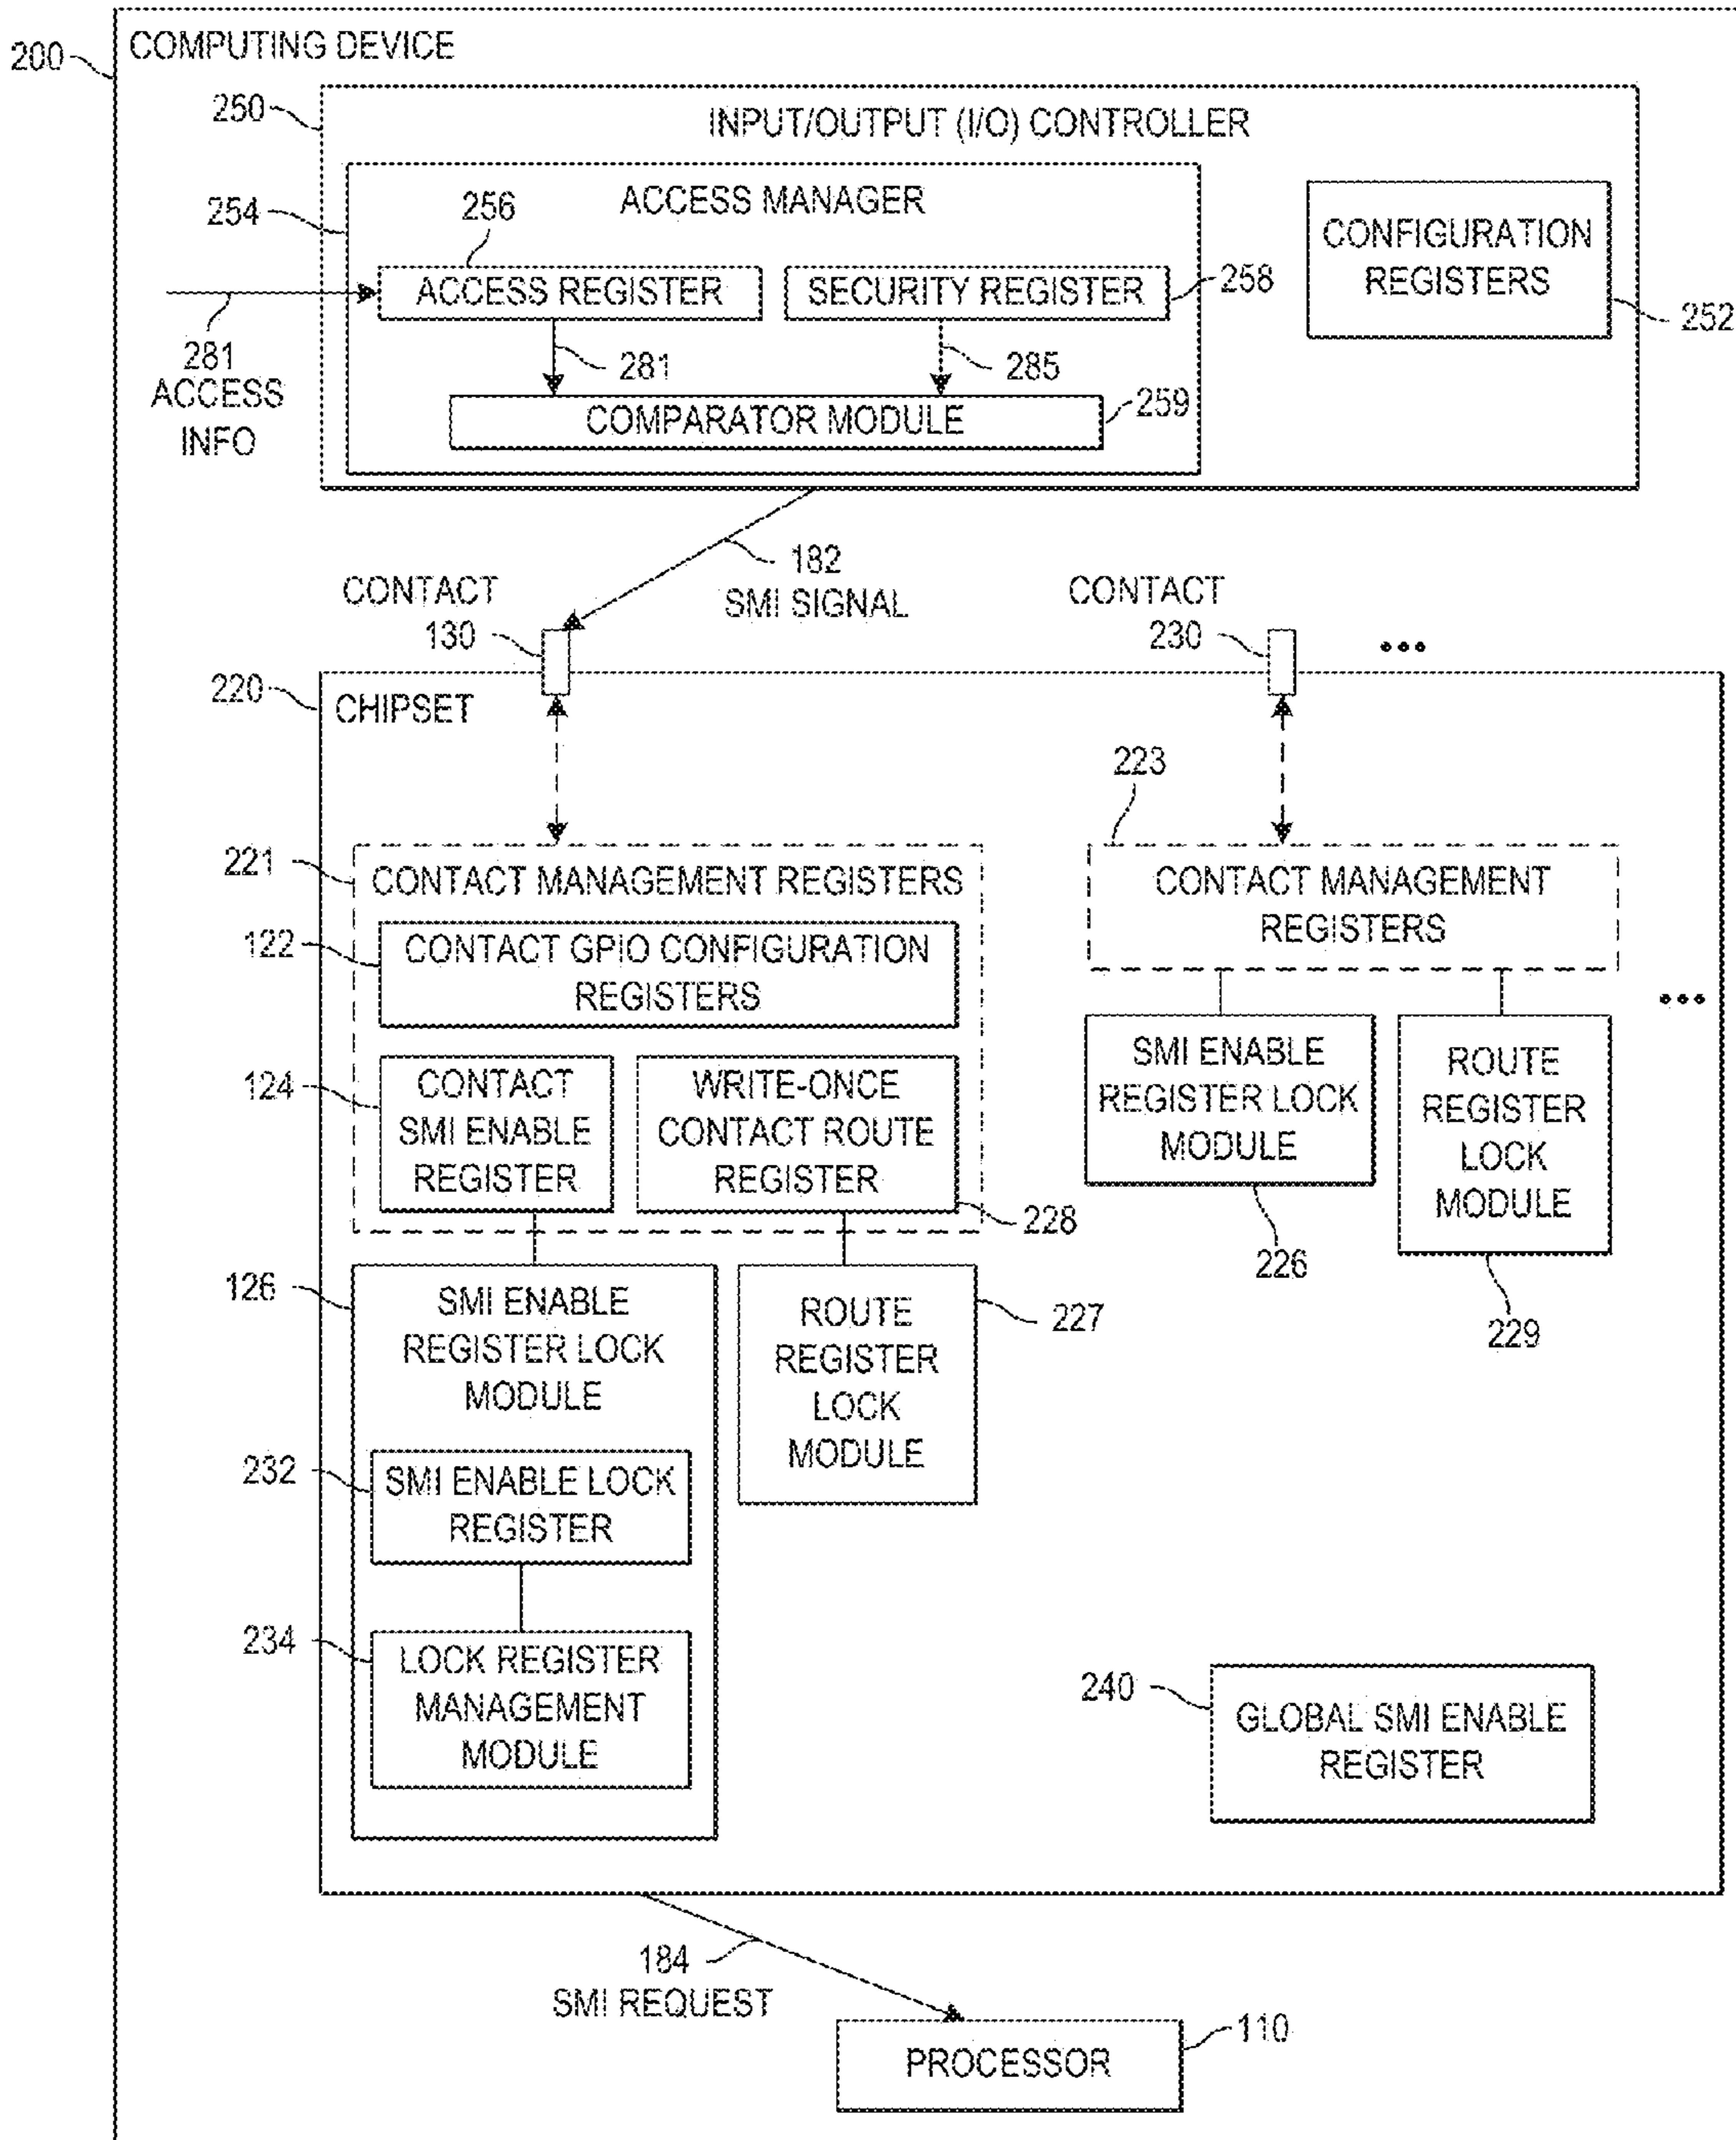 200
COMPUTING DEVICE
250
INPUT/OUTPUT (I/O) CONTROLLER
254
256
ACCESS MANAGER
ACCESS REGISTER
SECURITY REGISTER
258
CONFIGURATION
REGISTERS
252
281
ACCESS
INFO
281
285
COMPARATOR MODULE
259
182
SMI SIGNAL
CONTACT
130
CONTACT
230
•••
220
CHIPSET
221
CONTACT MANAGEMENT REGISTERS
122
CONTACT GPIO CONFIGURATION
REGISTERS
124
CONTACT
SMI ENABLE
REGISTER
WRITE-ONCE
CONTACT ROUTE
REGISTER
228
223
CONTACT MANAGEMENT
REGISTERS
•••
SMI ENABLE
REGISTER LOCK
MODULE
226
ROUTE
REGISTER
LOCK
MODULE
229
126
SMI ENABLE
REGISTER LOCK
MODULE
232
SMI ENABLE LOCK
REGISTER
234
LOCK REGISTER
MANAGEMENT
MODULE
ROUTE
REGISTER
LOCK
MODULE
227
240
GLOBAL SMI ENABLE
REGISTER
184
SMI REQUEST
PROCESSOR
110